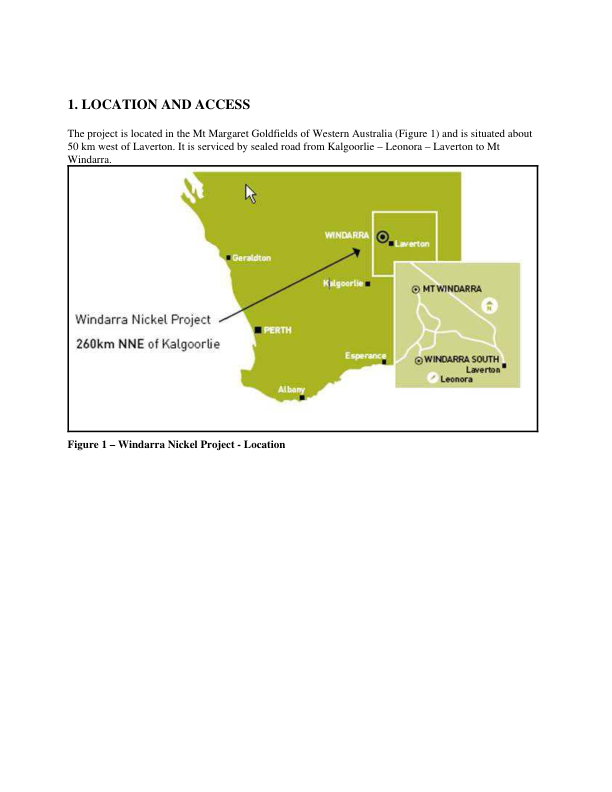 1. LOCATION AND ACCESS
The project is located in the Mt Margaret Goldfields of Western Australia (Figure 1) and is situated about
50 km west of Laverton. It is serviced by sealed road from Kalgoorlie – Leonora – Laverton to Mt
Windarra.
WINDARRA
Laverton
Geraldton
Kalgoorlie
MT WINDARRA
N
Windarra Nickel Project
260km NNE of Kalgoorlie
PERTH
Esperance
WINDARRA SOUTH
Laverton
Leonora
Albany
Figure 1 – Windarra Nickel Project - Location